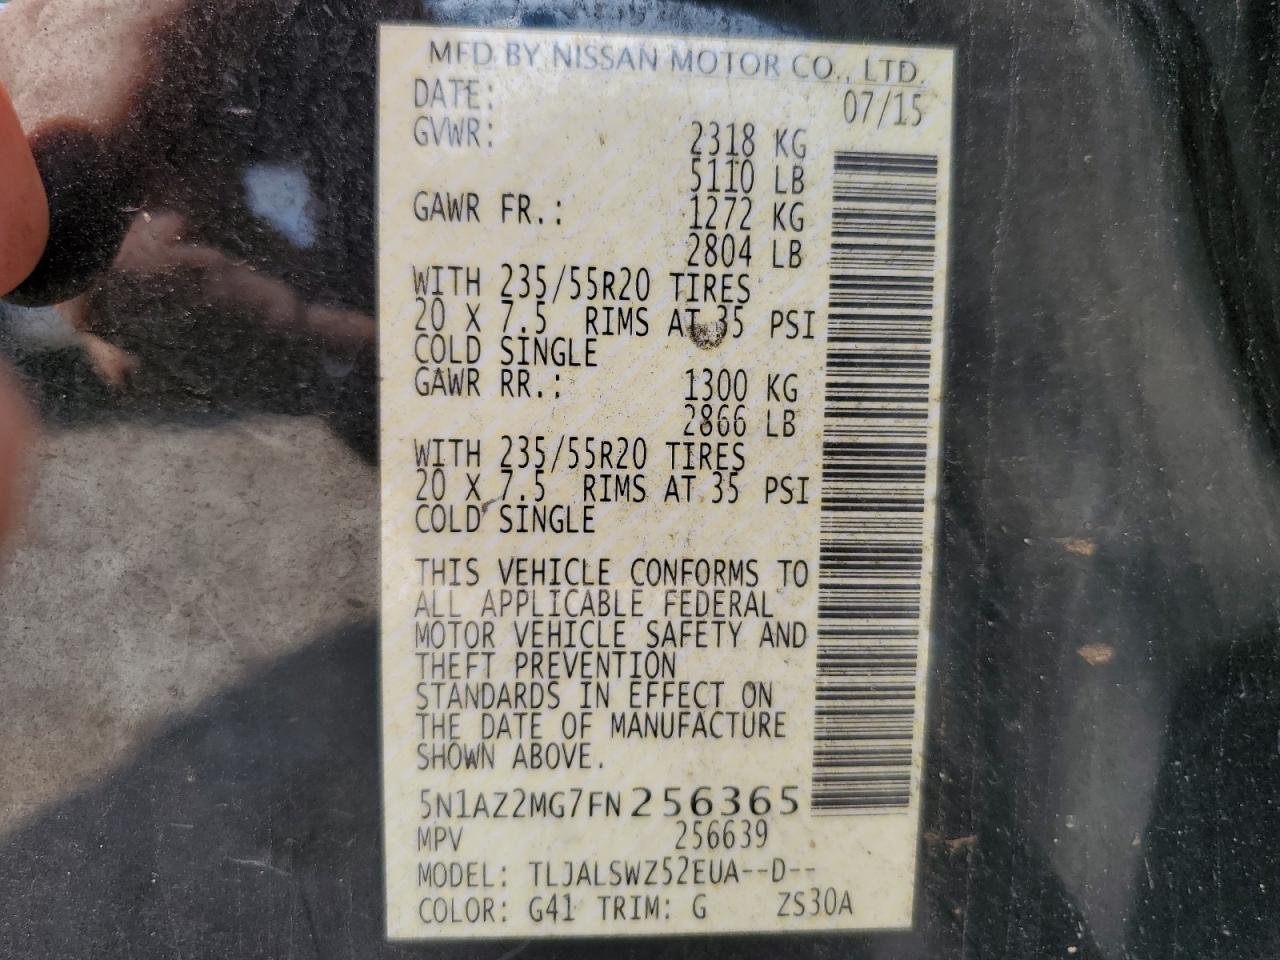 MFD BY NISSAN MOTOR CO., LTD.
DATE: 07/15
GVWR: 2318 KG
5110 LB
GAWR FR.: 1272 KG
2804 LB
WITH 235/55R20 TIRES
20 X 7.5 RIMS AT 35 PSI
COLD SINGLE
GAWR RR.: 1300 KG
2866 LB
WITH 235/55R20 TIRES
20 X 7.5 RIMS AT 35 PSI
COLD SINGLE
THIS VEHICLE CONFORMS TO
ALL APPLICABLE FEDERAL
MOTOR VEHICLE SAFETY AND
THEFT PREVENTION
STANDARDS IN EFFECT ON
THE DATE OF MANUFACTURE
SHOWN ABOVE.
5N1AZ2MG7FN256365
MPV 256639
MODEL: TLJALSWZ52EUA--D--
COLOR: G41 TRIM: G ZS30A